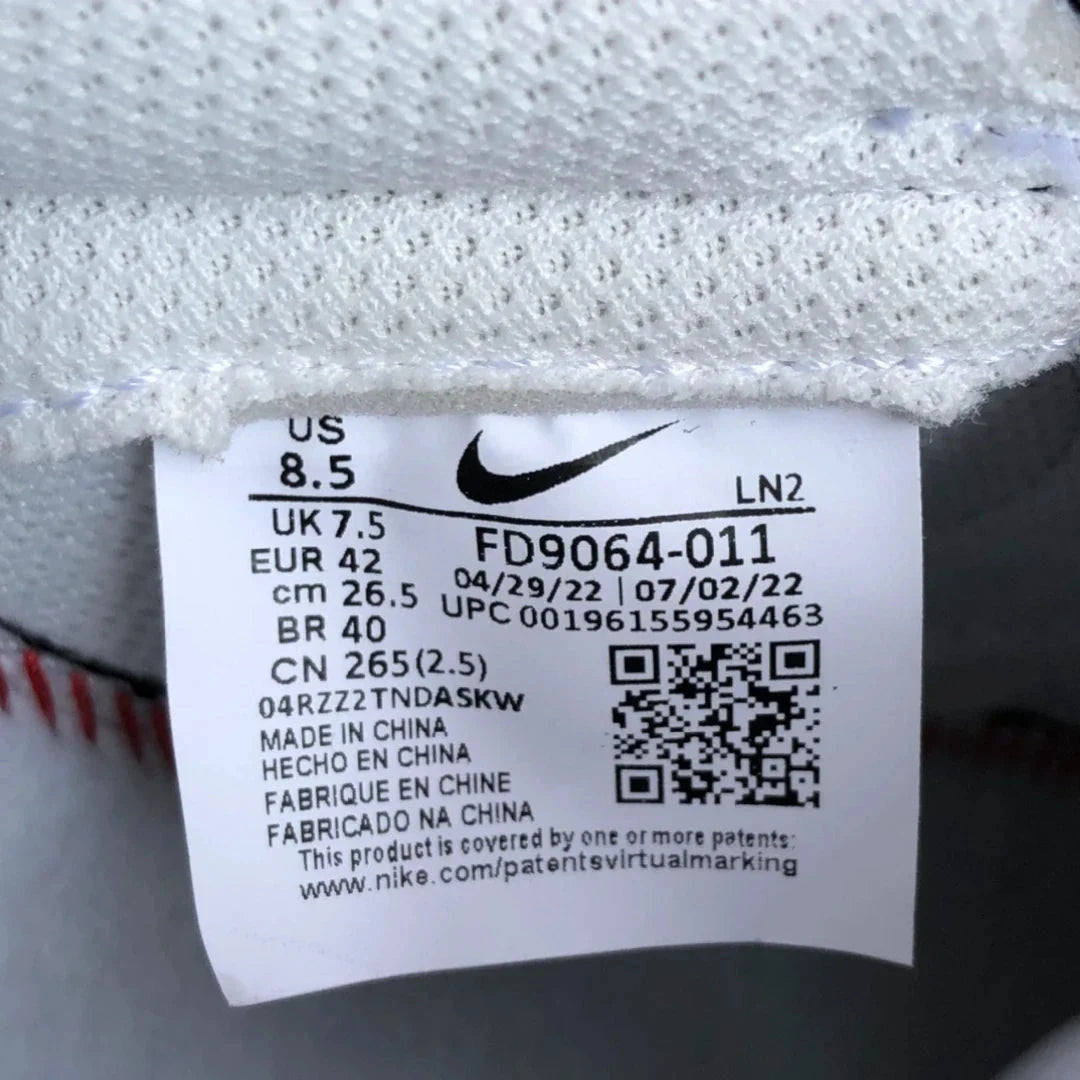 US
8.5
LN2
UK 7.5
EUR 42
cm 26.5
BR 40
CN 265(2.5)
FD9064-011
04/29/22 | 07/02/22
UPC 00196155954463
04RZZ2TNDASKW
MADE IN CHINA
HECHO EN CHINA
FABRIQUE EN CHINE
FABRICADO NA CHINA
This product is covered by one or more patents:
www.nike.com/patentsvirtualmarking